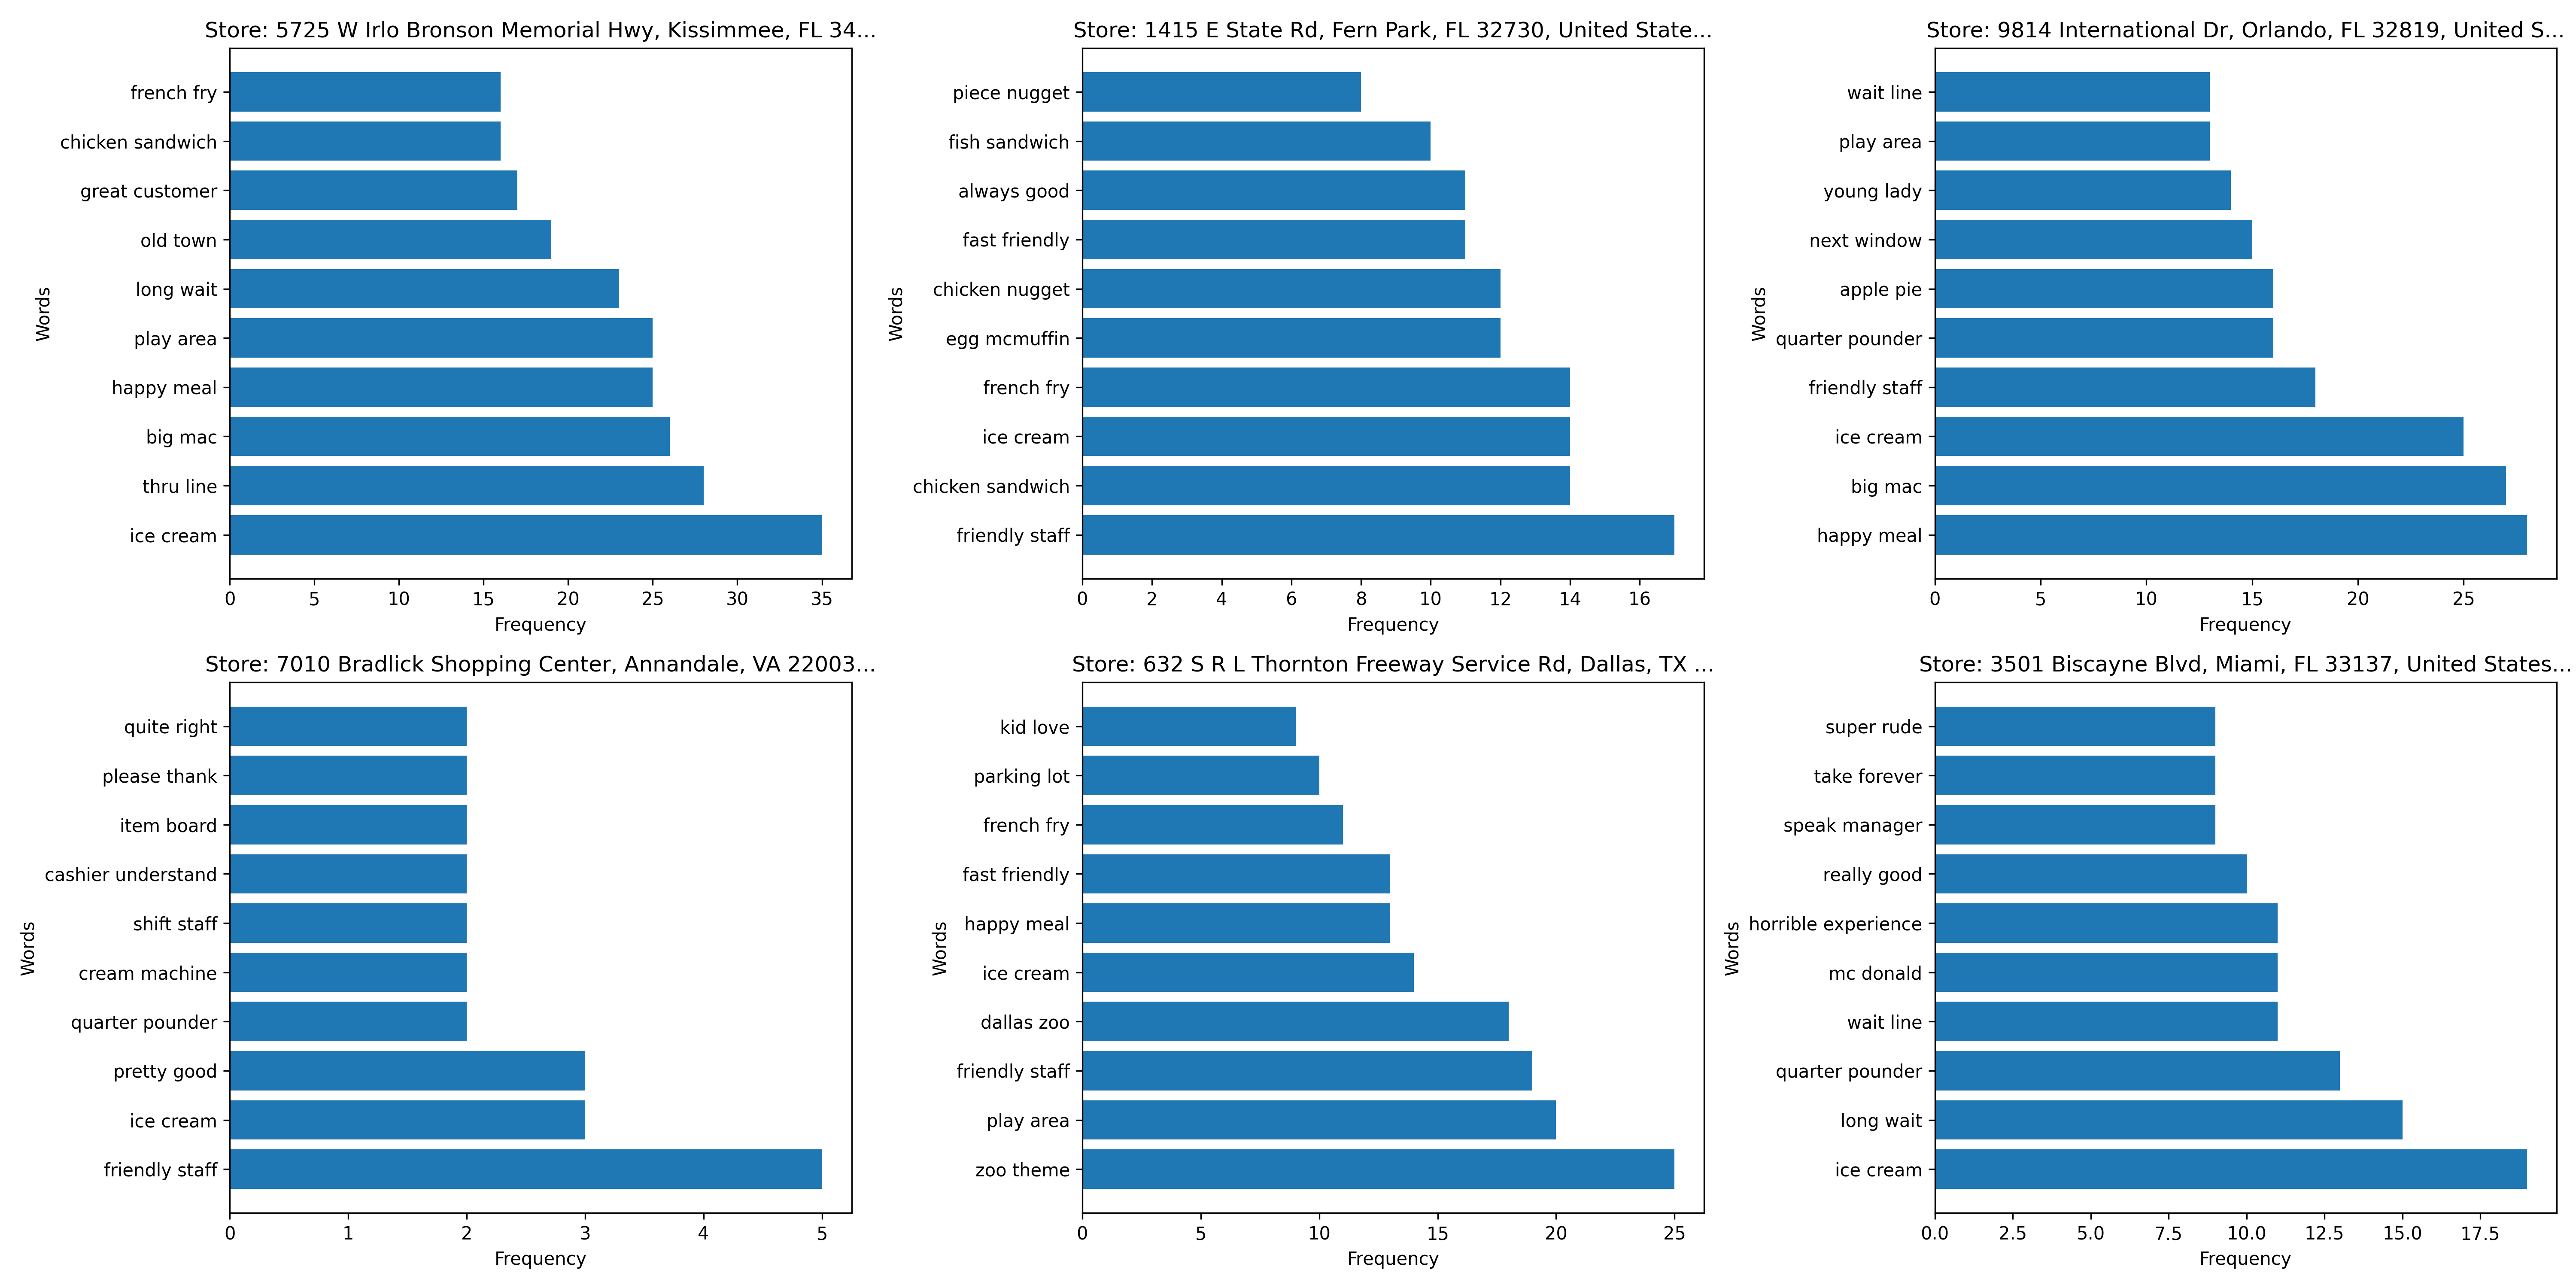 Store: 5725 W Irlo Bronson Memorial Hwy, Kissimmee, FL 34...
Words
french fry
chicken sandwich
great customer
old town
long wait
play area
happy meal
big mac
thru line
ice cream
0 5 10 15 20 25 30 35
Frequency
Store: 1415 E State Rd, Fern Park, FL 32730, United State...
Words
piece nugget
fish sandwich
always good
fast friendly
chicken nugget
egg mcmuffin
french fry
ice cream
chicken sandwich
friendly staff
0 2 4 6 8 10 12 14 16
Frequency
Store: 9814 International Dr, Orlando, FL 32819, United S...
Words
wait line
play area
young lady
next window
apple pie
quarter pounder
friendly staff
ice cream
big mac
happy meal
0 5 10 15 20 25
Frequency
Store: 7010 Bradlick Shopping Center, Annandale, VA 22003...
Words
quite right
please thank
item board
cashier understand
shift staff
cream machine
quarter pounder
pretty good
ice cream
friendly staff
0 1 2 3 4 5
Frequency
Store: 632 S R L Thornton Freeway Service Rd, Dallas, TX ...
Words
kid love
parking lot
french fry
fast friendly
happy meal
ice cream
dallas zoo
friendly staff
play area
zoo theme
0 5 10 15 20 25
Frequency
Store: 3501 Biscayne Blvd, Miami, FL 33137, United States...
Words
super rude
take forever
speak manager
really good
horrible experience
mc donald
wait line
quarter pounder
long wait
ice cream
0.0 2.5 5.0 7.5 10.0 12.5 15.0 17.5
Frequency